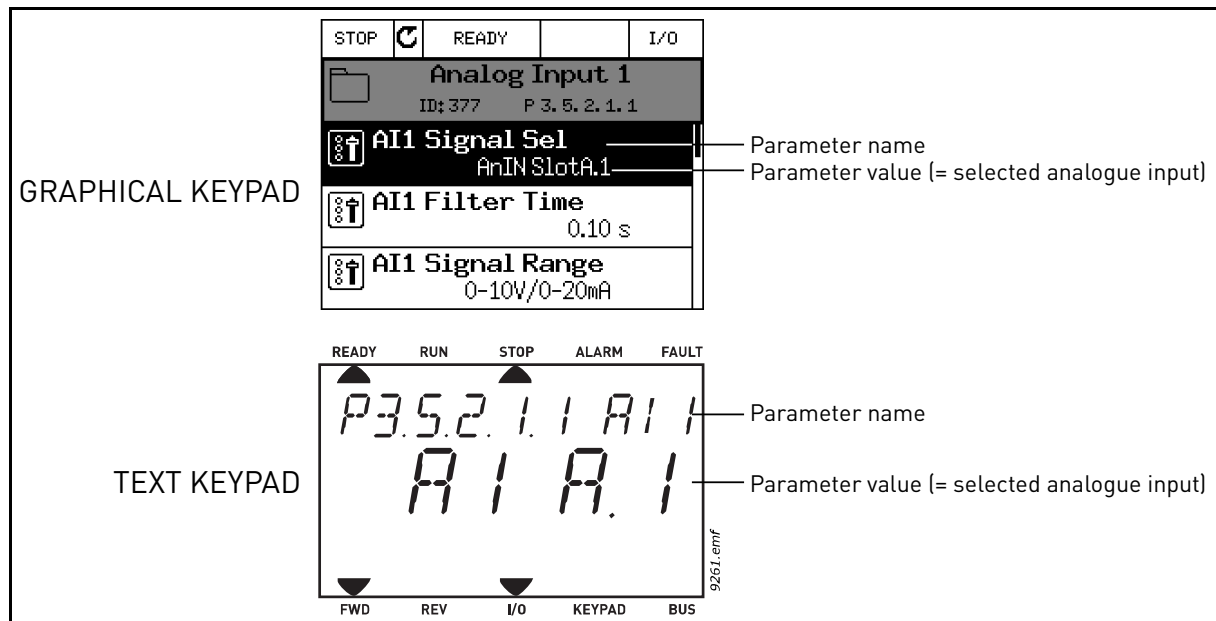 STOP READY I/O
Analog Input 1
ID:377 P3.5.2.1.1
AI1 Signal Sel
Parameter name
AnIN SlotA.1
Parameter value (= selected analogue input)
GRAPHICAL KEYPAD
AI1 Filter Time
0.10 s
AI1 Signal Range
0-10V/0-20mA
READY RUN STOP ALARM FAULT
P3.5.2.1.1 AI1
Parameter name
TEXT KEYPAD
AI A.1
Parameter value (= selected analogue input)
9261.emf
FWD REV I/O KEYPAD BUS